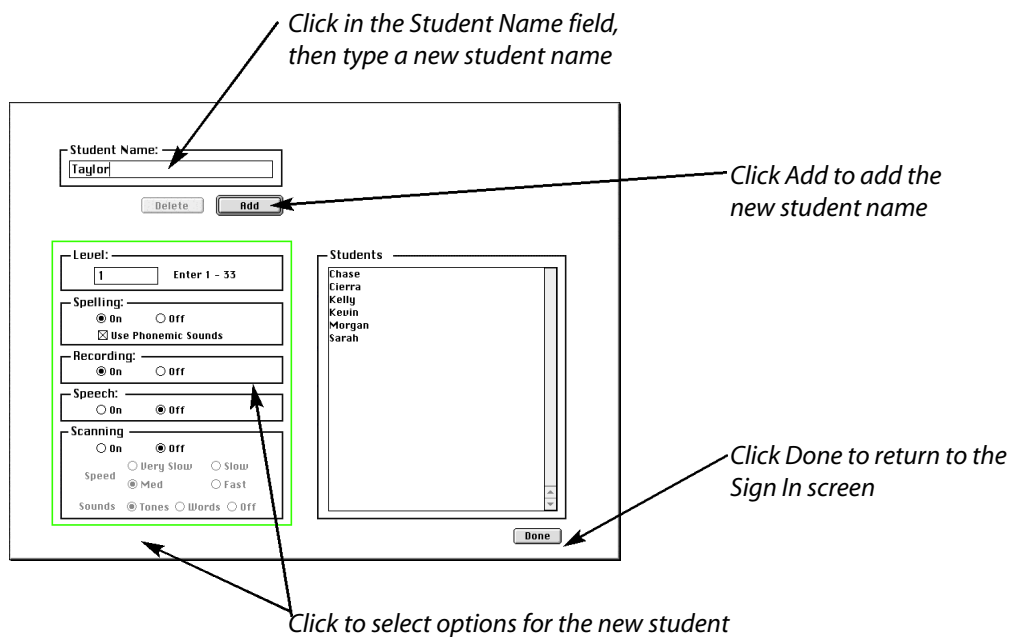 Click in the Student Name field,
then type a new student name
Student Name:
Taylor
Delete
Add
Click Add to add the
new student name
Level:
1
Enter 1 - 33
Spelling:
On
Off
Use Phonemic Sounds
Recording:
On
Off
Speech:
On
Off
Scanning
On
Off
Speed
Very Slow
Slow
Med
Fast
Sounds
Tones
Words
Off
Students
Chase
Cierra
Kelly
Kevin
Morgan
Sarah
Click Done to return to the
Sign In screen
Done
Click to select options for the new student